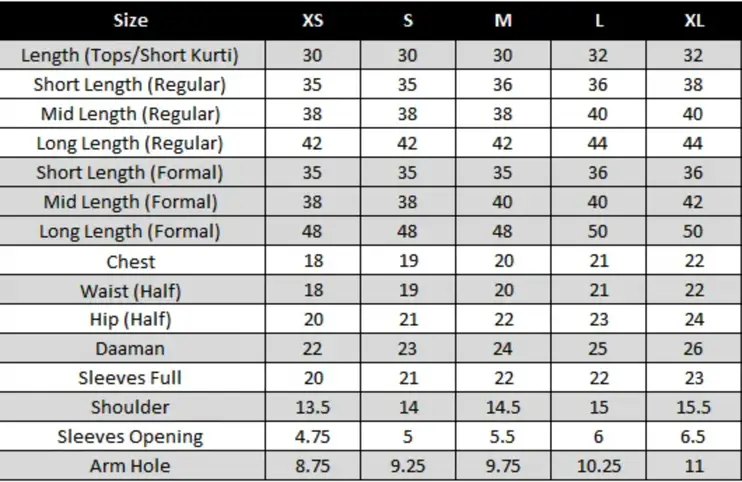 Size XS S M L XL
Length (Tops/Short Kurti) 30 30 30 32 32
Short Length (Regular) 35 35 36 36 38
Mid Length (Regular) 38 38 38 40 40
Long Length (Regular) 42 42 42 44 44
Short Length (Formal) 35 35 35 36 36
Mid Length (Formal) 38 38 40 40 42
Long Length (Formal) 48 48 48 50 50
Chest 18 19 20 21 22
Waist (Half) 18 19 20 21 22
Hip (Half) 20 21 22 23 24
Daaman 22 23 24 25 26
Sleeves Full 20 21 22 22 23
Shoulder 13.5 14 14.5 15 15.5
Sleeves Opening 4.75 5 5.5 6 6.5
Arm Hole 8.75 9.25 9.75 10.25 11